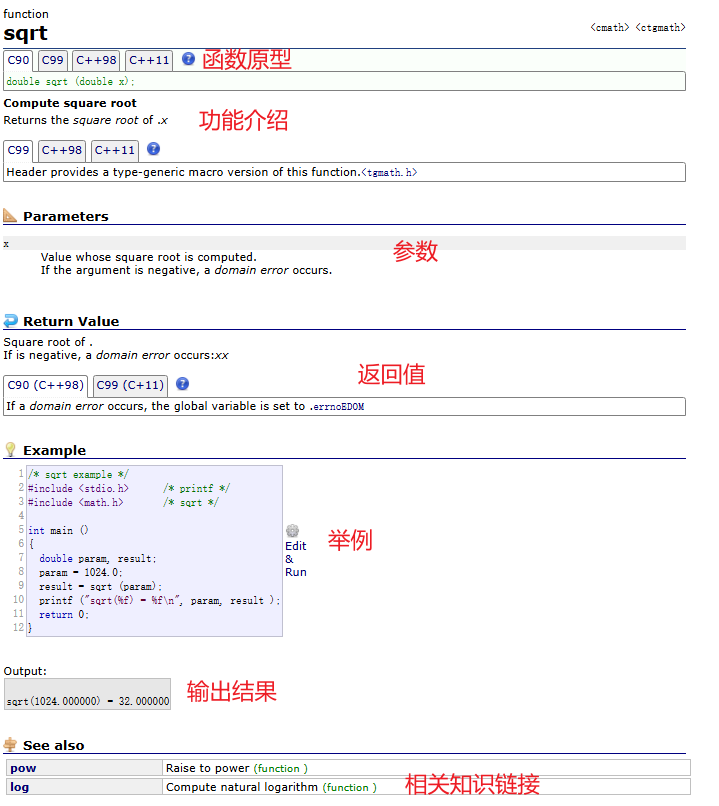 function
sqrt
<cmath> <ctgmath>
C90 C99 C++98 C++11 ? 函数原型
double sqrt (double x);
Compute square root
Returns the square root of .x
功能介绍
C99 C++98 C++11 ?
Header provides a type-generic macro version of this function.<tgmath.h>
Parameters
x
Value whose square root is computed.
If the argument is negative, a domain error occurs.
参数
Return Value
Square root of .
If is negative, a domain error occurs:xx
返回值
C90 (C++98) C99 (C+11) ?
If a domain error occurs, the global variable is set to .errnoEDOM
Example
1 /* sqrt example */
2 #include <stdio.h> /* printf */
3 #include <math.h> /* sqrt */
4
5 int main ()
6 {
7 double param, result;
8 param = 1024.0;
9 result = sqrt (param);
10 printf ("sqrt(%f) = %f\n", param, result );
11 return 0;
12 }
Edit
&
Run
举例
Output:
sqrt(1024.000000) = 32.000000
输出结果
See also
pow Raise to power (function )
log Compute natural logarithm (function )
相关知识链接